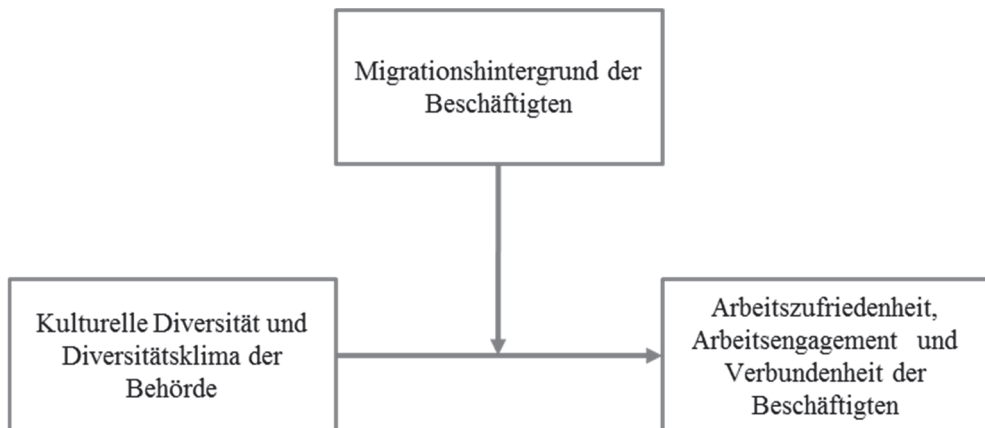 Migrationshintergrund der
Beschäftigten
Kulturelle Diversität und
Diversitätsklima der
Behörde
Arbeitszufriedenheit,
Arbeitsengagement und
Verbundenheit der
Beschäftigten